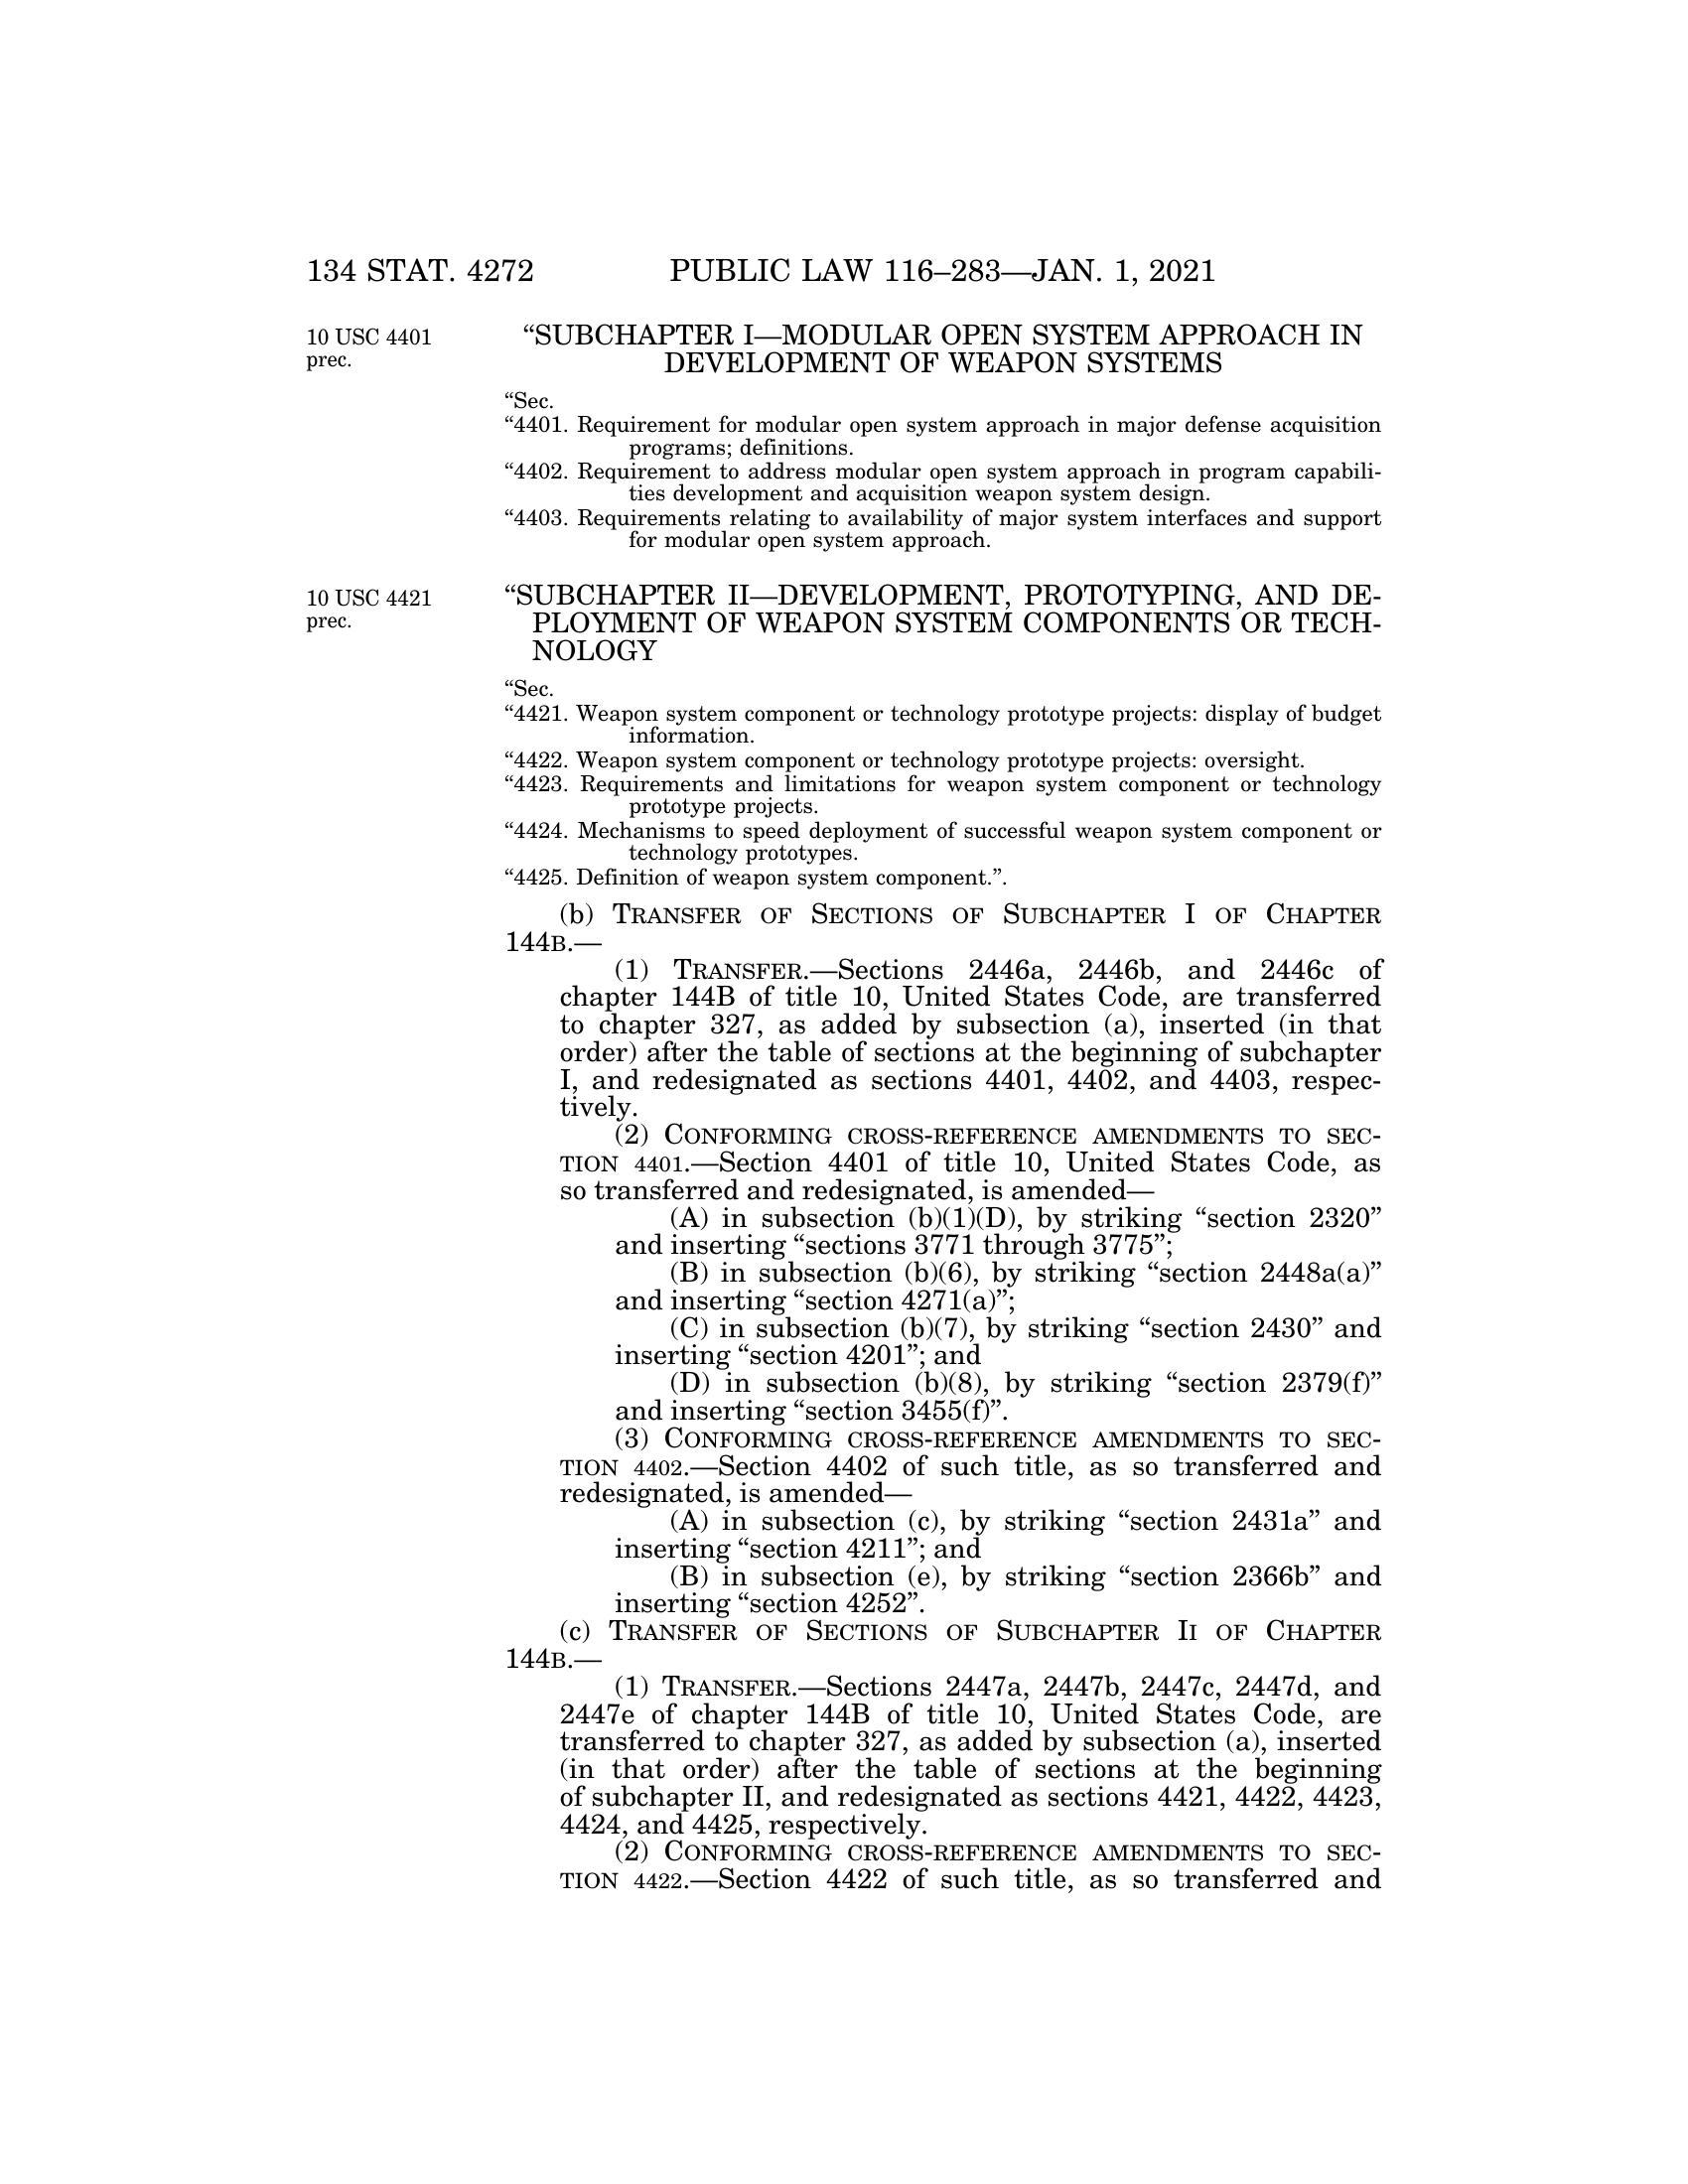 134 STAT. 4272
PUBLIC LAW 116–283—JAN. 1, 2021
10 USC 4401
prec.
“SUBCHAPTER I—MODULAR OPEN SYSTEM APPROACH IN
DEVELOPMENT OF WEAPON SYSTEMS
“Sec.
“4401. Requirement for modular open system approach in major defense acquisition
programs; definitions.
“4402. Requirement to address modular open system approach in program capabili-
ties development and acquisition weapon system design.
“4403. Requirements relating to availability of major system interfaces and support
for modular open system approach.
10 USC 4421
prec.
“SUBCHAPTER II—DEVELOPMENT, PROTOTYPING, AND DE-
PLOYMENT OF WEAPON SYSTEM COMPONENTS OR TECH-
NOLOGY
“Sec.
“4421. Weapon system component or technology prototype projects: display of budget
information.
“4422. Weapon system component or technology prototype projects: oversight.
“4423. Requirements and limitations for weapon system component or technology
prototype projects.
“4424. Mechanisms to speed deployment of successful weapon system component or
technology prototypes.
“4425. Definition of weapon system component.”.
(b) TRANSFER OF SECTIONS OF SUBCHAPTER I OF CHAPTER
144B.—
(1) TRANSFER.—Sections 2446a, 2446b, and 2446c of
chapter 144B of title 10, United States Code, are transferred
to chapter 327, as added by subsection (a), inserted (in that
order) after the table of sections at the beginning of subchapter
I, and redesignated as sections 4401, 4402, and 4403, respec-
tively.
(2) CONFORMING CROSS-REFERENCE AMENDMENTS TO SEC-
TION 4401.—Section 4401 of title 10, United States Code, as
so transferred and redesignated, is amended—
(A) in subsection (b)(1)(D), by striking “section 2320”
and inserting “sections 3771 through 3775”;
(B) in subsection (b)(6), by striking “section 2448a(a)”
and inserting “section 4271(a)”;
(C) in subsection (b)(7), by striking “section 2430” and
inserting “section 4201”; and
(D) in subsection (b)(8), by striking “section 2379(f)”
and inserting “section 3455(f)”.
(3) CONFORMING CROSS-REFERENCE AMENDMENTS TO SEC-
TION 4402.—Section 4402 of such title, as so transferred and
redesignated, is amended—
(A) in subsection (c), by striking “section 2431a” and
inserting “section 4211”; and
(B) in subsection (e), by striking “section 2366b” and
inserting “section 4252”.
(c) TRANSFER OF SECTIONS OF SUBCHAPTER II OF CHAPTER
144B.—
(1) TRANSFER.—Sections 2447a, 2447b, 2447c, 2447d, and
2447e of chapter 144B of title 10, United States Code, are
transferred to chapter 327, as added by subsection (a), inserted
(in that order) after the table of sections at the beginning
of subchapter II, and redesignated as sections 4421, 4422, 4423,
4424, and 4425, respectively.
(2) CONFORMING CROSS-REFERENCE AMENDMENTS TO SEC-
TION 4422.—Section 4422 of such title, as so transferred and